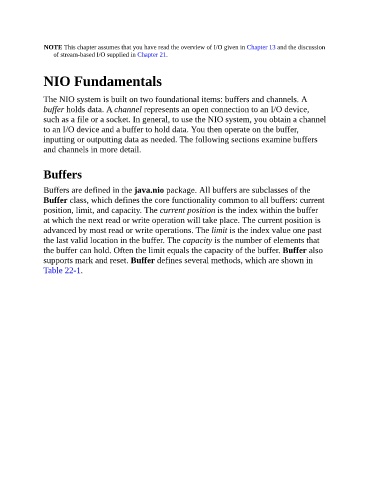 NOTE This chapter assumes that you have read the overview of I/O given in Chapter 13 and the discussion
of stream-based I/O supplied in Chapter 21.
NIO Fundamentals
The NIO system is built on two foundational items: buffers and channels. A
buffer holds data. A channel represents an open connection to an I/O device,
such as a file or a socket. In general, to use the NIO system, you obtain a channel
to an I/O device and a buffer to hold data. You then operate on the buffer,
inputting or outputting data as needed. The following sections examine buffers
and channels in more detail.
Buffers
Buffers are defined in the java.nio package. All buffers are subclasses of the
Buffer class, which defines the core functionality common to all buffers: current
position, limit, and capacity. The current position is the index within the buffer
at which the next read or write operation will take place. The current position is
advanced by most read or write operations. The limit is the index value one past
the last valid location in the buffer. The capacity is the number of elements that
the buffer can hold. Often the limit equals the capacity of the buffer. Buffer also
supports mark and reset. Buffer defines several methods, which are shown in
Table 22-1.